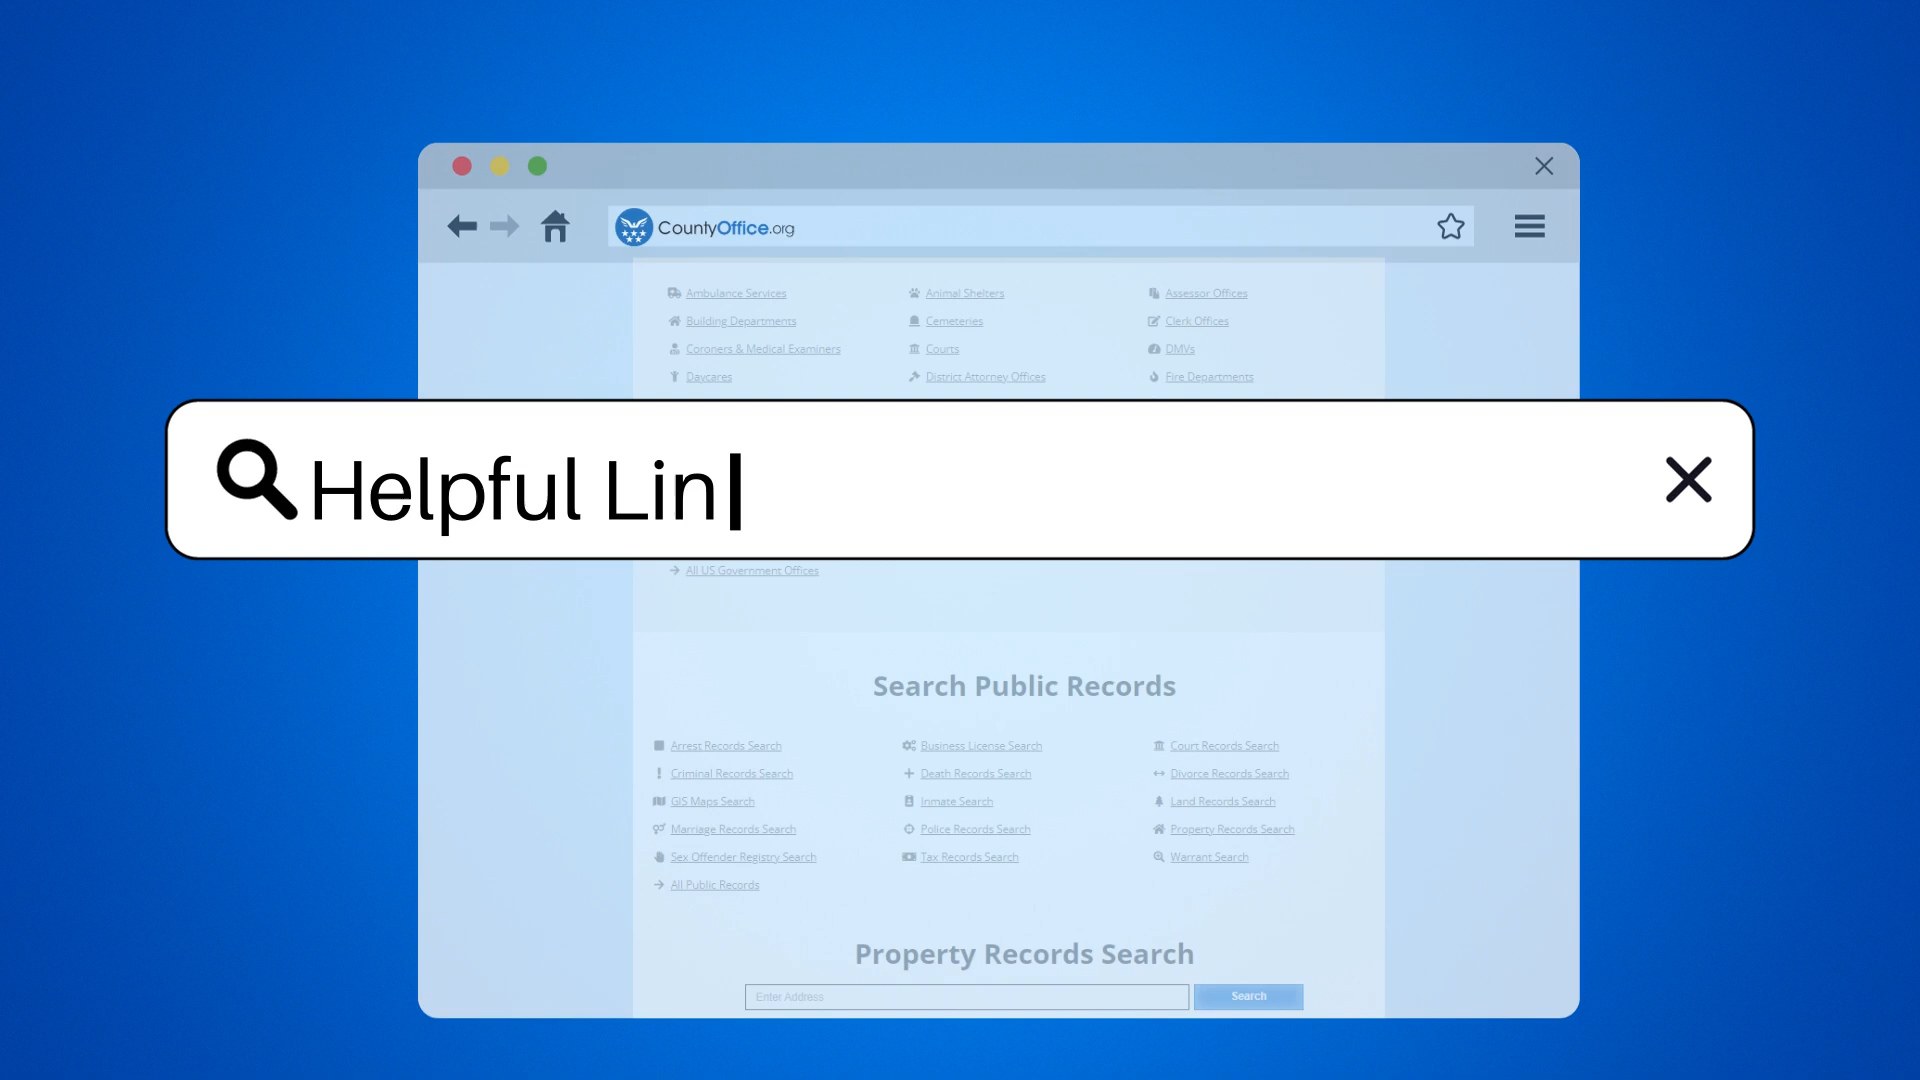 CountyOffice.org
Ambulance Services Animal Shelters Assessor Offices
Building Departments Cemeteries Clerk Offices
Coroners & Medical Examiners Courts DMVs
Daycares District Attorney Offices Fire Departments
Helpful Lin
All US Government Offices
Search Public Records
Arrest Records Search Business License Search Court Records Search
Criminal Records Search Death Records Search Divorce Records Search
GIS Maps Search Inmate Search Land Records Search
Marriage Records Search Police Records Search Property Records Search
Sex Offender Registry Search Tax Records Search Warrant Search
All Public Records
Property Records Search
Enter Address Search